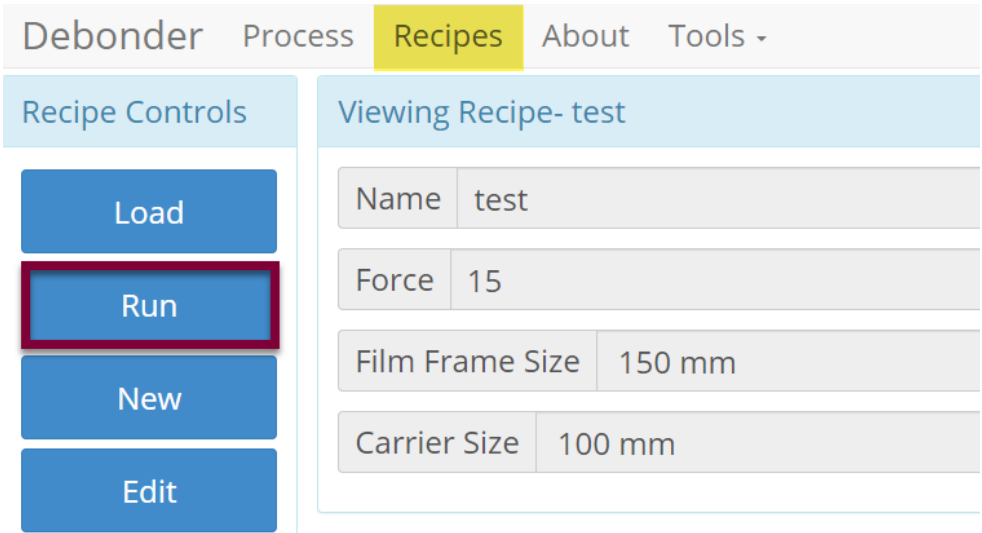 Debonder Process Recipes About Tools
Recipe Controls
Load
Run
New
Edit
Viewing Recipe- test
Name test
Force 15
Film Frame Size 150 mm
Carrier Size 100 mm